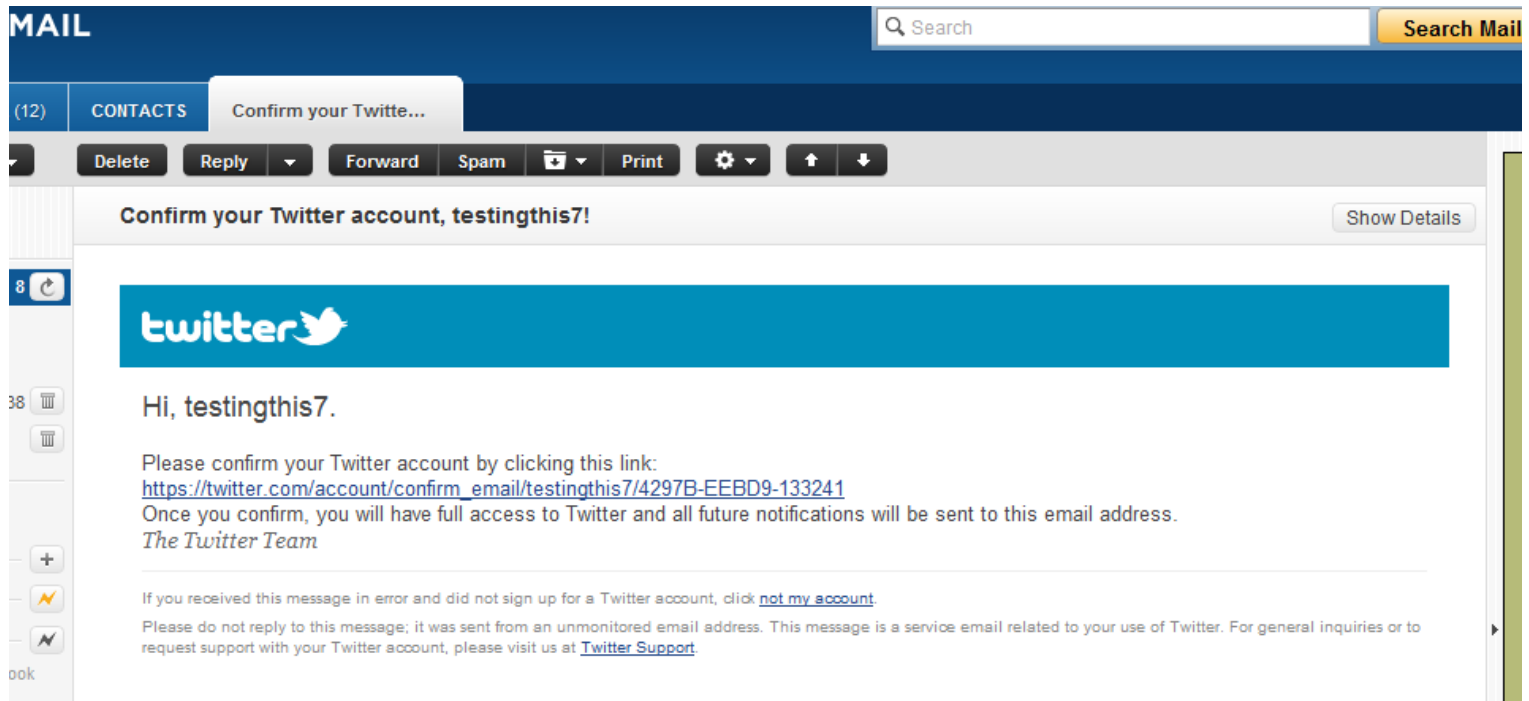 MAIL
Search
Search Mail
(12)
CONTACTS
Confirm your Twitte...
Delete
Reply
Forward
Spam
Print
Confirm your Twitter account, testingthis7!
Show Details
8
twitter
38
Hi, testingthis7.
Please confirm your Twitter account by clicking this link:
https://twitter.com/account/confirm_email/testingthis7/4297B-EEBD9-133241
Once you confirm, you will have full access to Twitter and all future notifications will be sent to this email address.
The Twitter Team
If you received this message in error and did not sign up for a Twitter account, click not my account.
Please do not reply to this message; it was sent from an unmonitored email address. This message is a service email related to your use of Twitter. For general inquiries or to
request support with your Twitter account, please visit us at Twitter Support.
ook